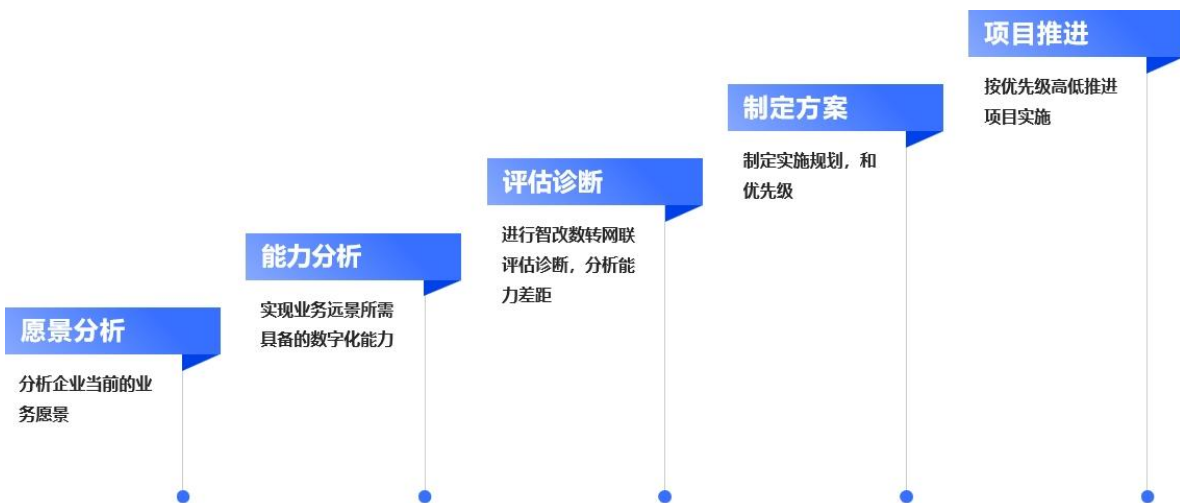 愿景分析
分析企业当前的业
务愿景
能力分析
实现业务远景所需
具备的数字化能力
评估诊断
进行智改数转网联
评估诊断，分析能
力差距
制定方案
制定实施规划，和
优先级
项目推进
按优先级高低推进
项目实施